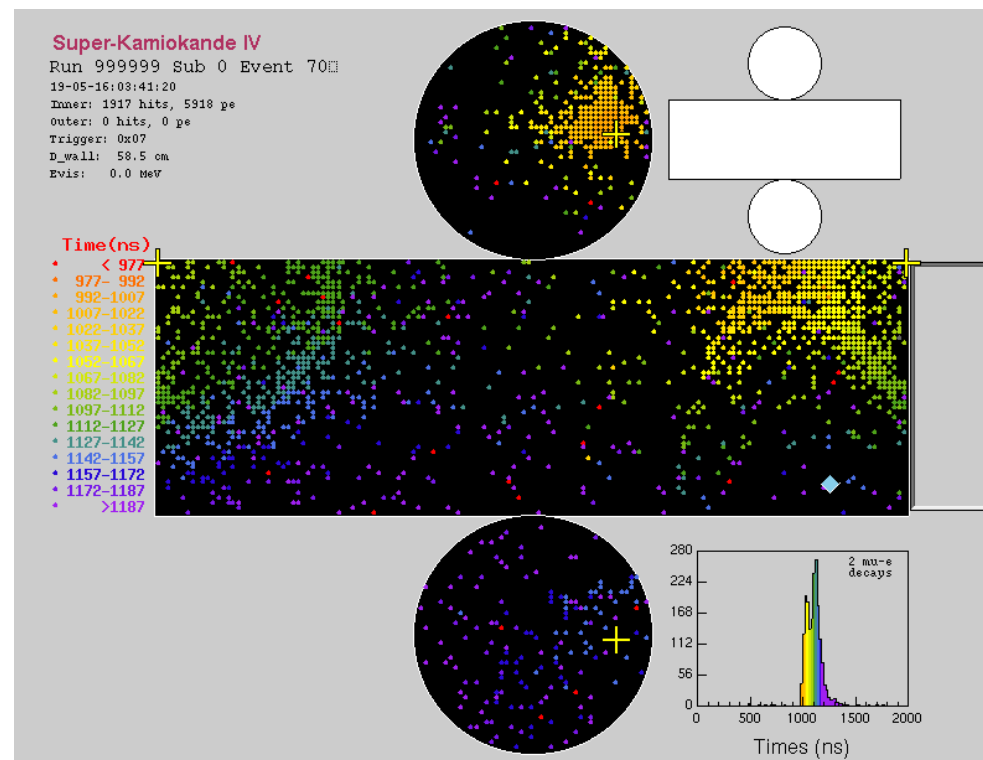 Super-Kamiokande IV
Run 999999 Sub 0 Event 70
19-05-16:03:41:20
Inner: 1917 hits, 5918 pe
Outer: 0 hits, 0 pe
Trigger: 0x07
D_wall: 58.5 cm
Evis: 0.0 MeV
Time(ns)
< 977
977- 992
992-1007
1007-1022
1022-1037
1037-1052
1052-1067
1067-1082
1082-1097
1097-1112
1112-1127
1127-1142
1142-1157
1157-1172
1172-1187
>1187
280
224
168
112
56
0
2 mu-e
decays
0 500 1000 1500 2000
Times (ns)